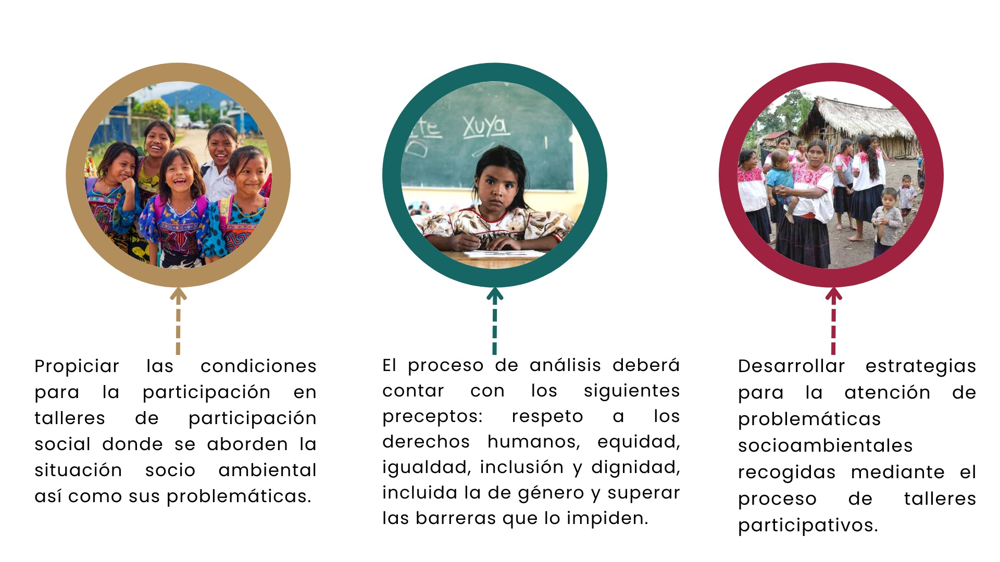 te Xuya
D
Propiciar las condiciones
para la participación en
talleres de participación
social donde se aborden la
situación socio ambiental
así como sus problemáticas.
El proceso de análisis deberá
contar con los siguientes
preceptos: respeto a los
derechos humanos, equidad,
igualdad, inclusión y dignidad,
incluida la de género y superar
las barreras que lo impiden.
Desarrollar estrategias
para la atención de
problemáticas
socioambientales
recogidas mediante el
proceso de talleres
participativos.